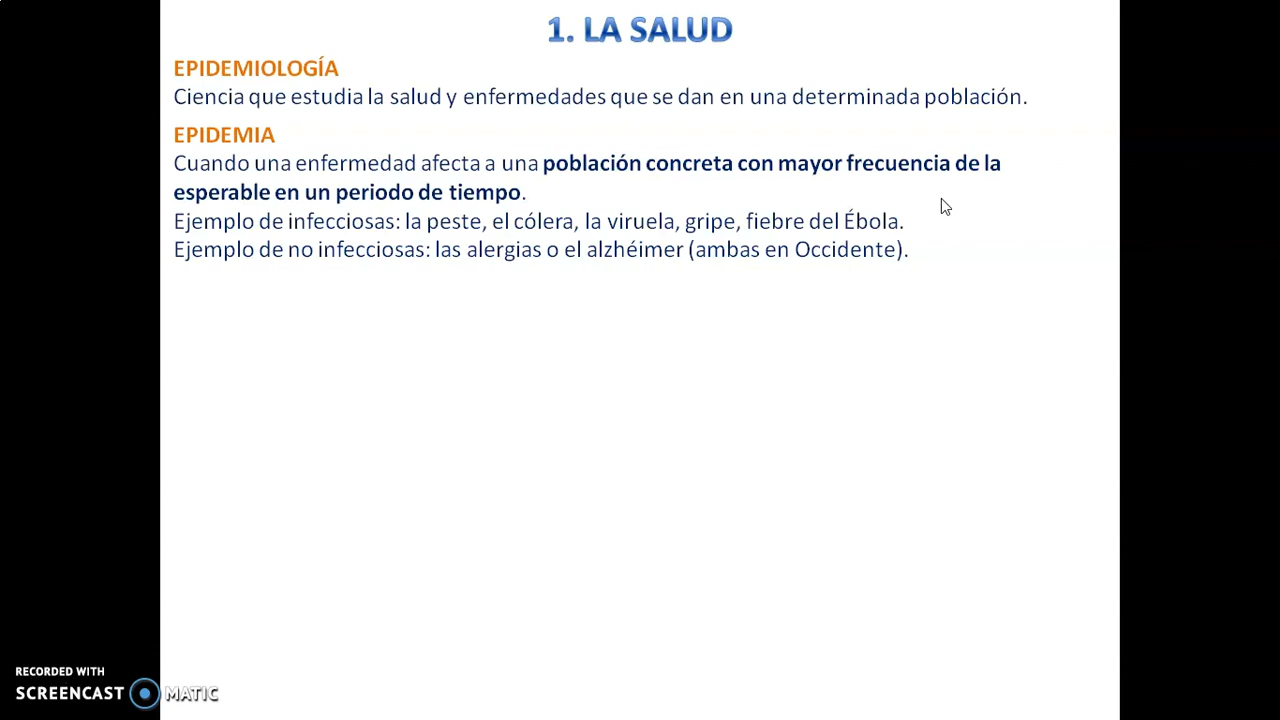 1. LA SALUD
EPIDEMIOLOGÍA
Ciencia que estudia la salud y enfermedades que se dan en una determinada población.
EPIDEMIA
Cuando una enfermedad afecta a una población concreta con mayor frecuencia de la
esperable en un periodo de tiempo.
Ejemplo de infecciosas: la peste, el cólera, la viruela, gripe, fiebre del Ébola.
Ejemplo de no infecciosas: las alergias o el alzhéimer (ambas en Occidente).
RECORDED WITH
SCREENCAST MATIC